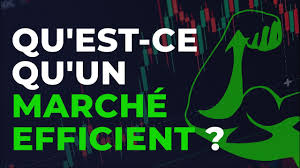 QU'EST-CE
QU'UN
MARCHÉ
EFFICIENT ?